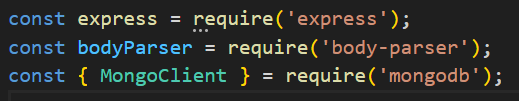 const express = require('express');
const bodyParser = require('body-parser');
const { MongoClient } = require('mongodb');